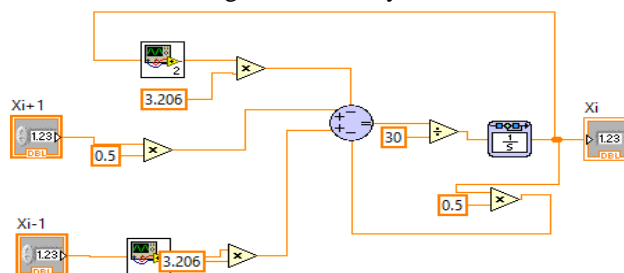 2
3.206
Xi+1
1.23
DBL
0.5
+ −
+ −
=
30
1
s
Xi
1.23
DBL
0.5
Xi-1
1.23
DBL
3.206